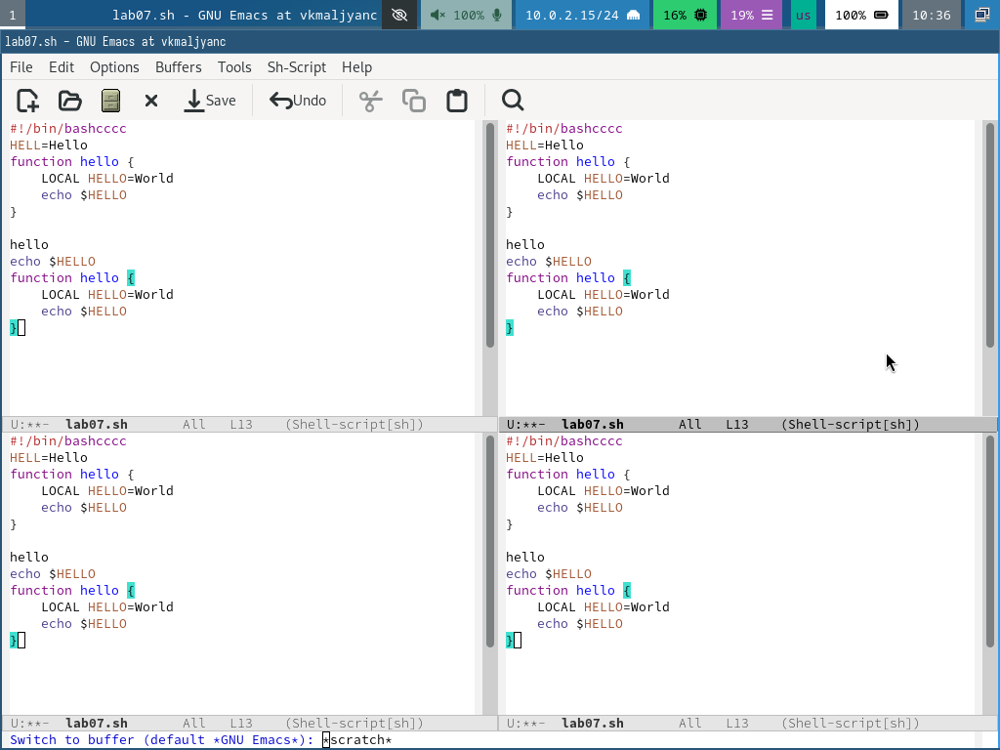 1 lab07.sh - GNU Emacs at vkmaljyanc 100% 10.0.2.15/24 16% 19% us 100% 10:36
lab07.sh – GNU Emacs at vkmaljyanc
File Edit Options Buffers Tools Sh-Script Help
Save Undo
#!/bin/bashcccc
HELL=Hello
function hello {
    LOCAL HELLO=World
    echo $HELLO
}
hello
echo $HELLO
function hello {
    LOCAL HELLO=World
    echo $HELLO
}
U:**-  lab07.sh       All   L13    (Shell-script[sh])
#!/bin/bashcccc
HELL=Hello
function hello {
    LOCAL HELLO=World
    echo $HELLO
}
hello
echo $HELLO
function hello {
    LOCAL HELLO=World
    echo $HELLO
}
U:**-  lab07.sh       All   L13    (Shell-script[sh])
#!/bin/bashcccc
HELL=Hello
function hello {
    LOCAL HELLO=World
    echo $HELLO
}
hello
echo $HELLO
function hello {
    LOCAL HELLO=World
    echo $HELLO
}
U:**-  lab07.sh       All   L13    (Shell-script[sh])
#!/bin/bashcccc
HELL=Hello
function hello {
    LOCAL HELLO=World
    echo $HELLO
}
hello
echo $HELLO
function hello {
    LOCAL HELLO=World
    echo $HELLO
}
U:**-  lab07.sh       All   L13    (Shell-script[sh])
Switch to buffer (default *GNU Emacs*): *scratch*